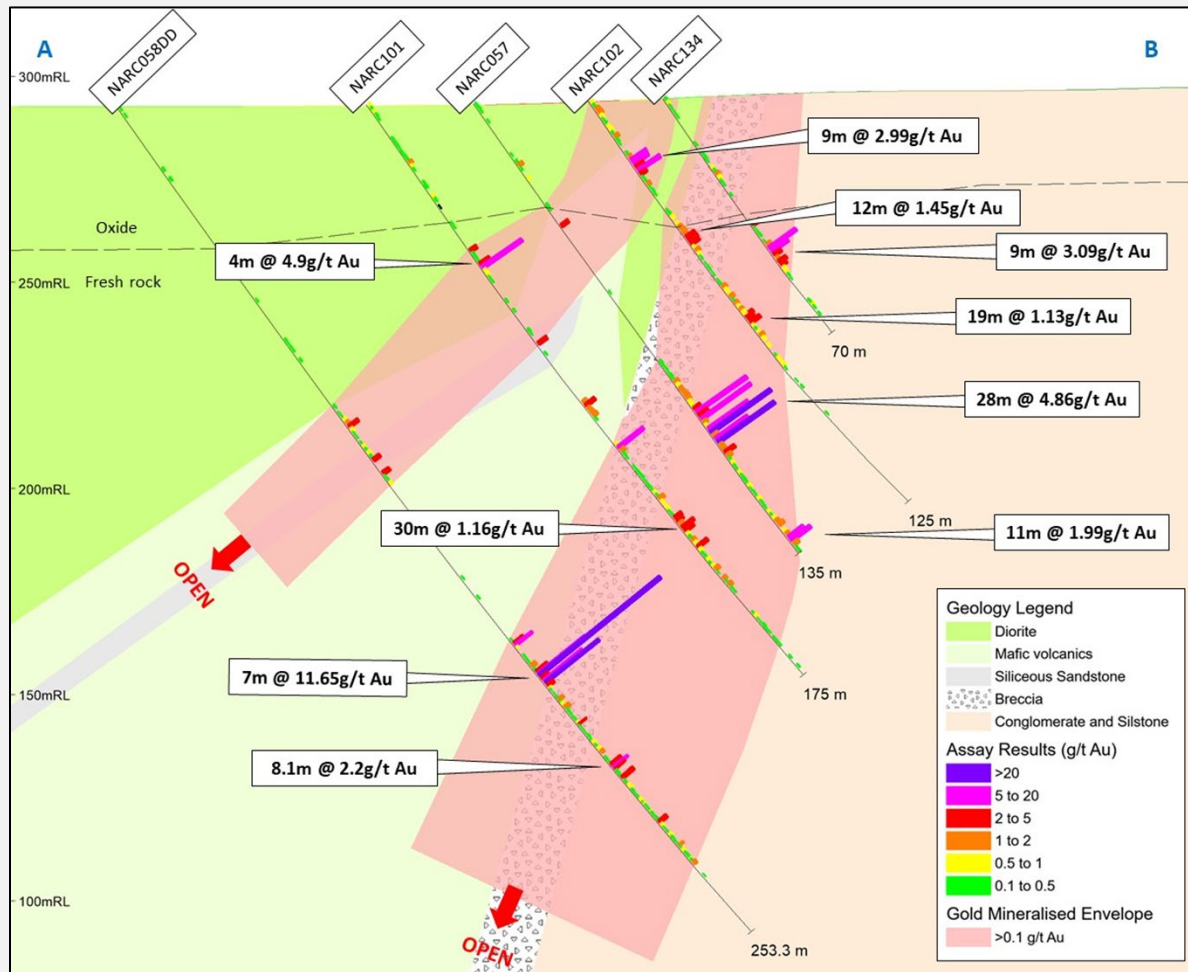 A
B
NARC058DD
NARC101
NARC057
NARC102
NARC134
300mRL
9m @ 2.99g/t Au
12m @ 1.45g/t Au
Oxide
9m @ 3.09g/t Au
4m @ 4.9g/t Au
Fresh rock
250mRL
19m @ 1.13g/t Au
70 m
28m @ 4.86g/t Au
200mRL
125 m
30m @ 1.16g/t Au
11m @ 1.99g/t Au
135 m
OPEN
175 m
7m @ 11.65g/t Au
150mRL
8.1m @ 2.2g/t Au
100mRL
OPEN
253.3 m
Geology Legend
Diorite
Mafic volcanics
Siliceous Sandstone
Breccia
Conglomerate and Silstone
Assay Results (g/t Au)
>20
5 to 20
2 to 5
1 to 2
0.5 to 1
0.1 to 0.5
Gold Mineralised Envelope
>0.1 g/t Au